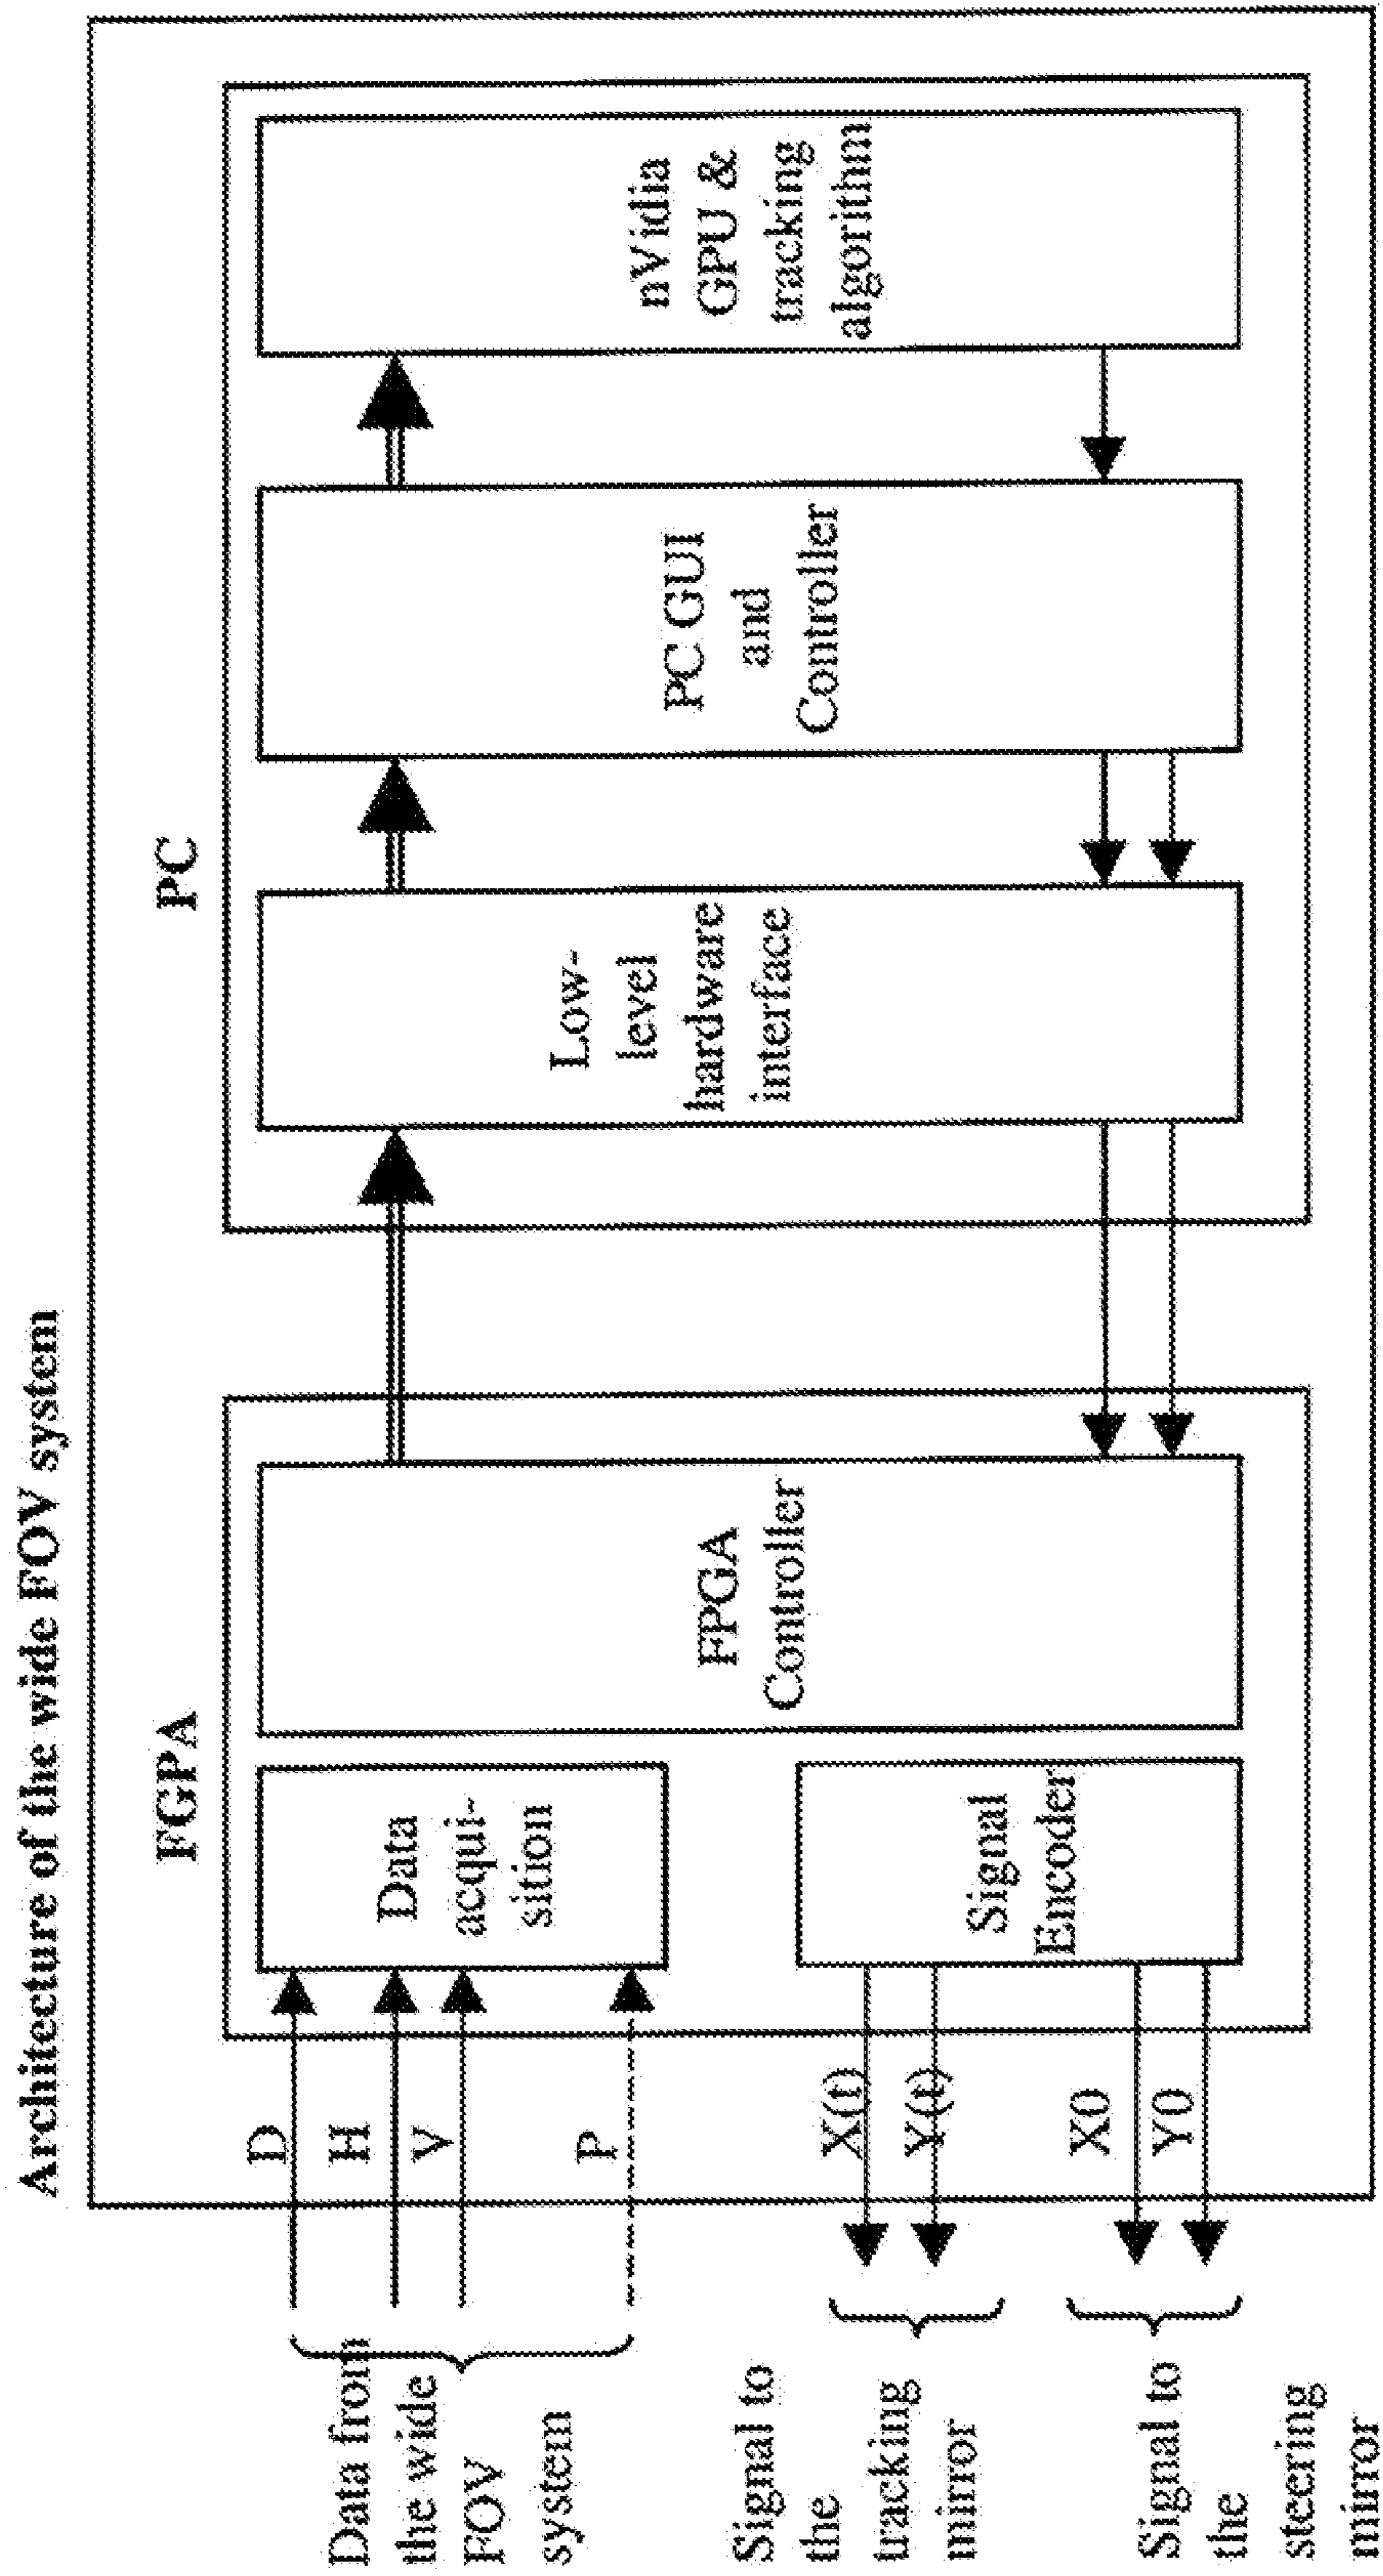 Architecture of the wide FOV system
FGPA
PC
Data from
the wide
FOV
system
D
H
V
P
Data
acqui-
sition
FPGA
Controller
Low-
level
hardware
interface
PC GUI
and
Controller
nVidia
GPU &
tracking
algorithm
Signal to
the
tracking
mirror
X(t)
Y(t)
Signal
Encoder
Signal to
the
steering
mirror
X0
Y0